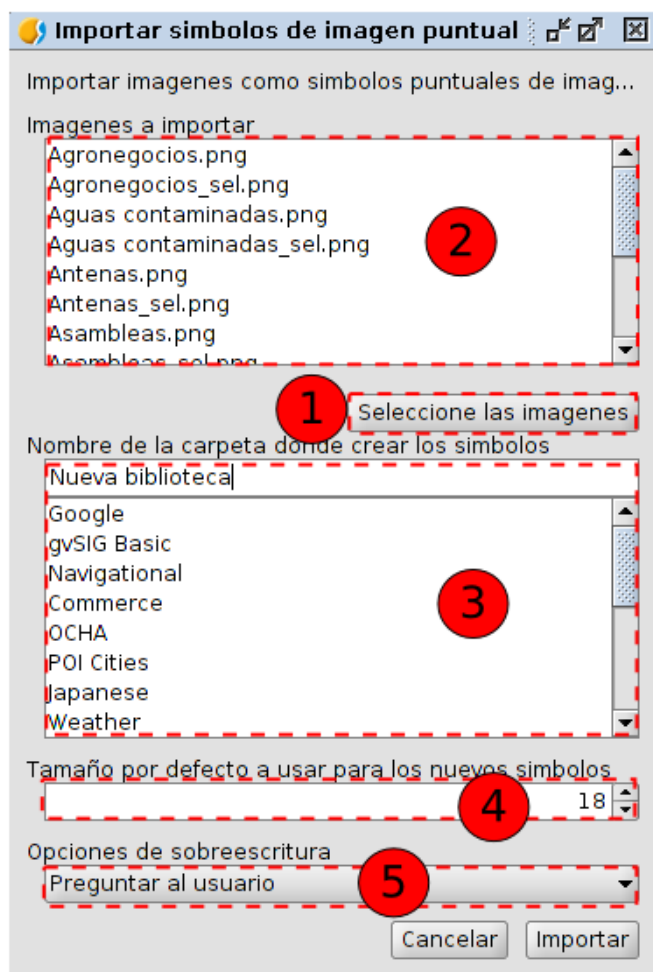 Importar simbolos de imagen puntual
Importar imagenes como simbolos puntuales de imag...
Imagenes a importar
Agronegocios.png
Agronegocios_sel.png
Aguas contaminadas.png
Aguas contaminadas_sel.png
2
Antenas.png
Antenas_sel.png
Asambleas.png
Asambleas_sel.png
1
Seleccione las imagenes
Nombre de la carpeta donde crear los simbolos
Nueva biblioteca
Google
gvSIG Basic
Navigational
Commerce
3
OCHA
POI Cities
Japanese
Weather
Tamaño por defecto a usar para los nuevos simbolos
18
4
Opciones de sobreescritura
Preguntar al usuario
5
Cancelar Importar